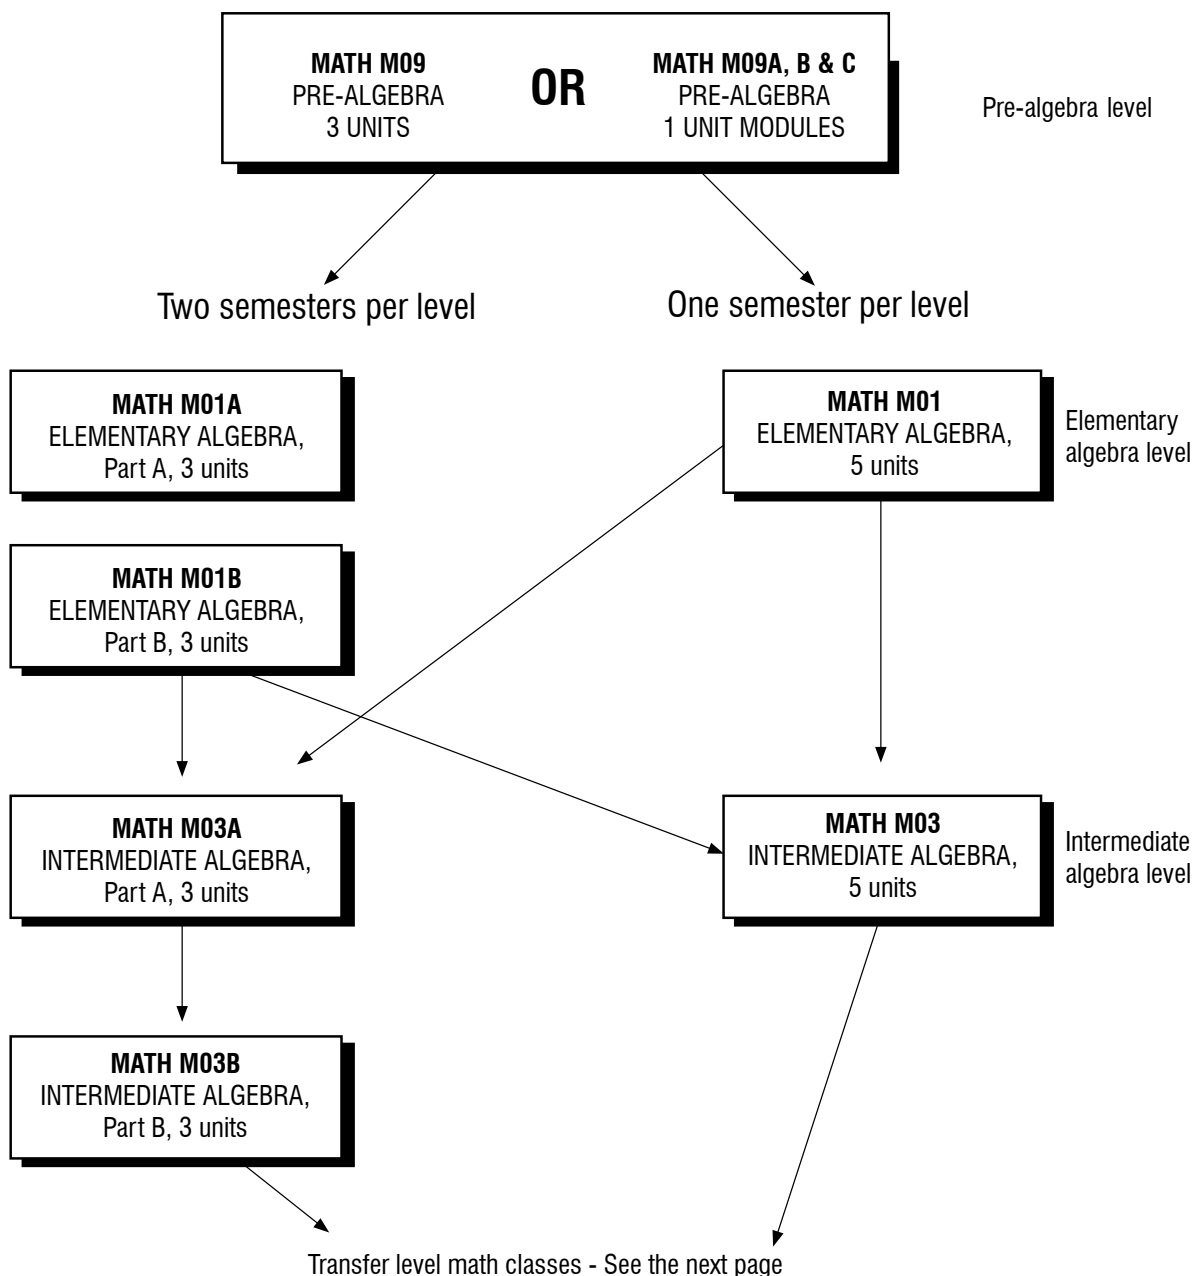 MATH M09
PRE-ALGEBRA
3 UNITS
OR
MATH M09A, B & C
PRE-ALGEBRA
1 UNIT MODULES
Pre-algebra level
Two semesters per level
One semester per level
MATH M01A
ELEMENTARY ALGEBRA,
Part A, 3 units
MATH M01
ELEMENTARY ALGEBRA,
5 units
Elementary
algebra level
MATH M01B
ELEMENTARY ALGEBRA,
Part B, 3 units
MATH M03A
INTERMEDIATE ALGEBRA,
Part A, 3 units
MATH M03
INTERMEDIATE ALGEBRA,
5 units
Intermediate
algebra level
MATH M03B
INTERMEDIATE ALGEBRA,
Part B, 3 units
Transfer level math classes - See the next page